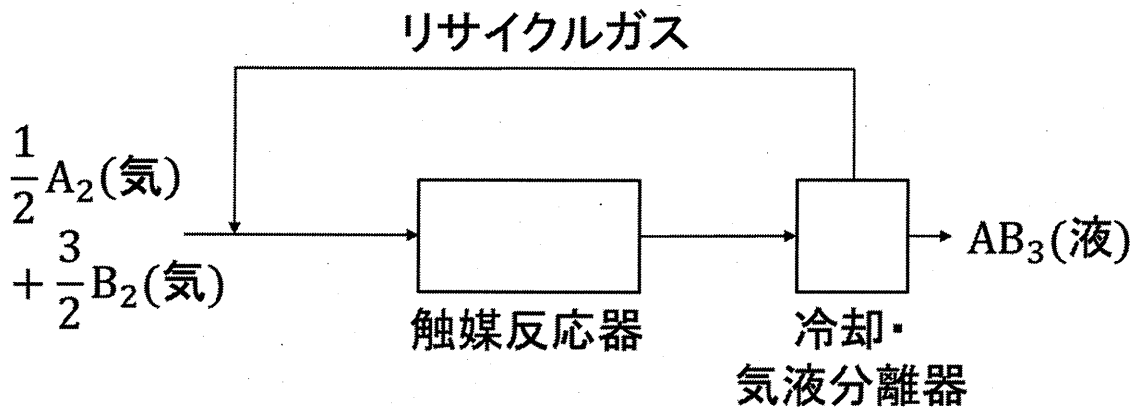 リサイクルガス
1/2 A₂(気)
+ 3/2 B₂(気)
AB₃(液)
触媒反応器
冷却・
気液分離器